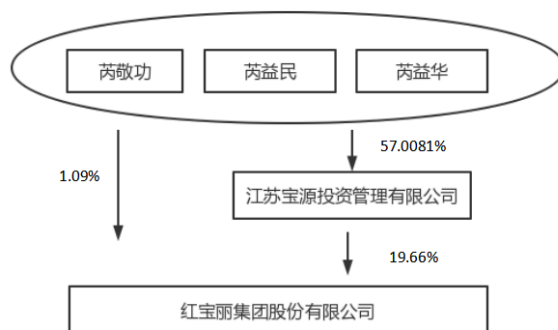 芮敬功
芮益民
芮益华
57.0081%
1.09%
江苏宝源投资管理有限公司
19.66%
红宝丽集团股份有限公司